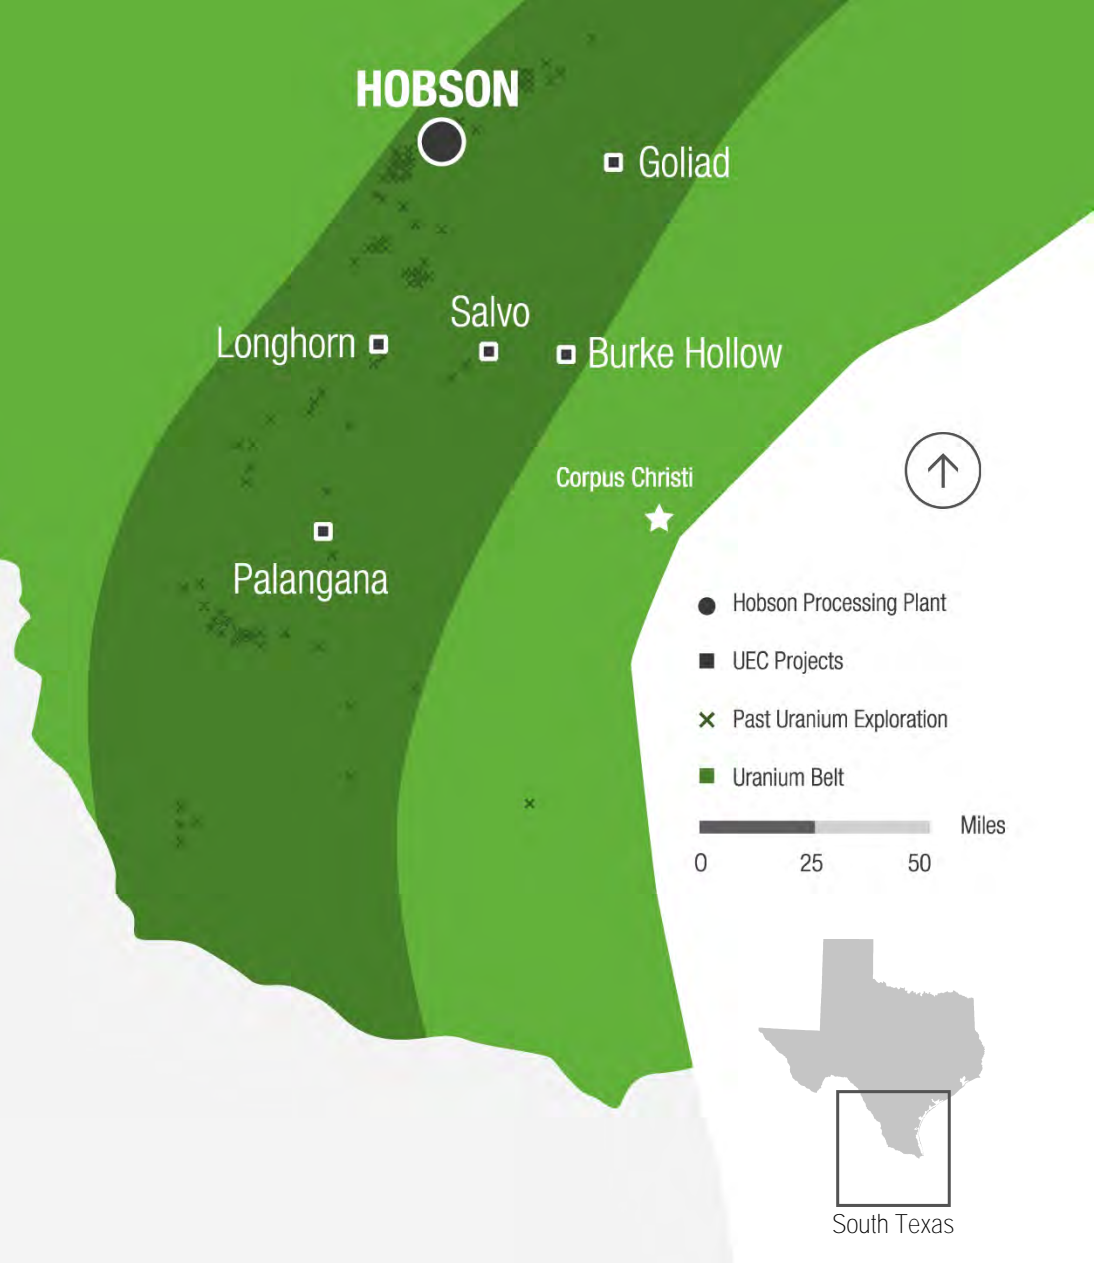 HOBSON
Goliad
Salvo
Longhorn
Burke Hollow
Corpus Christi
Palangana
Hobson Processing Plant
UEC Projects
Past Uranium Exploration
Uranium Belt
Miles
0 25 50
South Texas